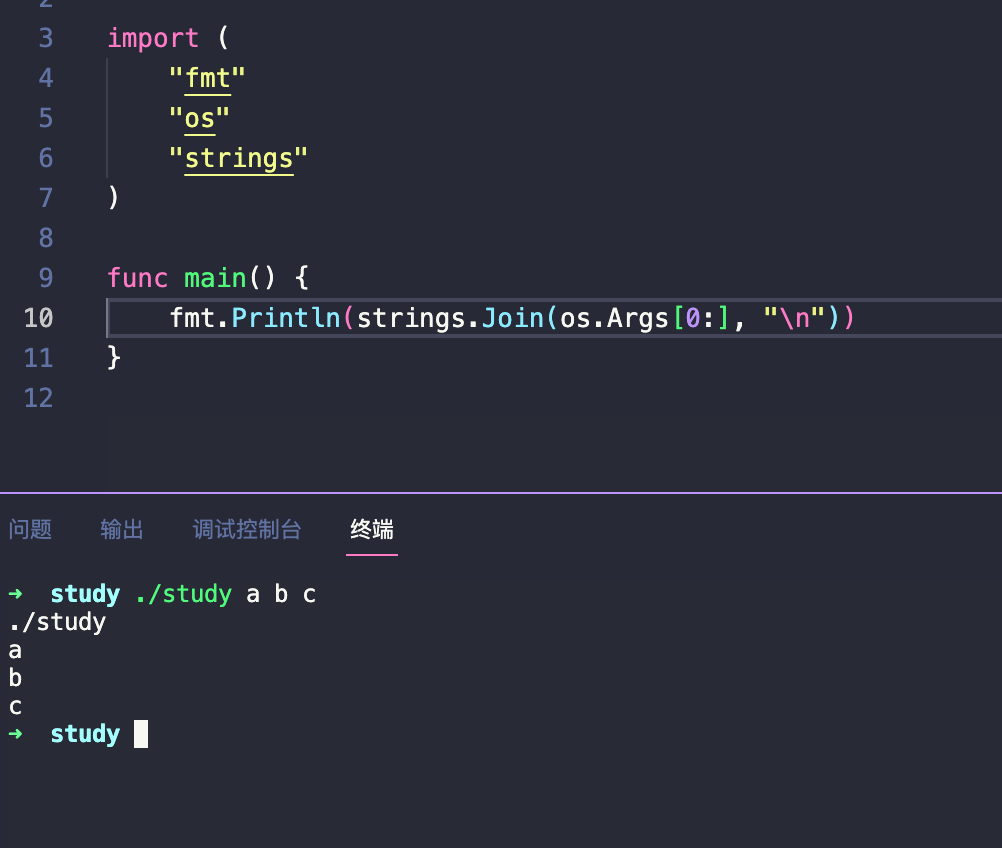 3 import (
4 "fmt"
5 "os"
6 "strings"
7 )
8
9 func main() {
10 fmt.Println(strings.Join(os.Args[0:], "\n"))
11 }
12
问题 输出 调试控制台 终端
➜ study ./study a b c
./study
a
b
c
➜ study